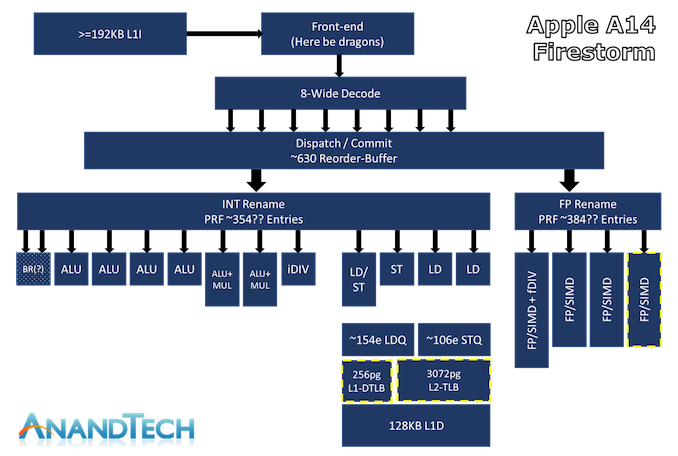 Apple A14
Firestorm
>=192KB L1I
Front-end
(Here be dragons)
8-Wide Decode
Dispatch / Commit
~630 Reorder-Buffer
INT Rename
PRF ~354?? Entries
FP Rename
PRF ~384?? Entries
BR(?)
ALU
ALU
ALU
ALU
ALU+
MUL
ALU+
MUL
iDIV
LD/
ST
ST
LD
LD
FP/SIMD + fDIV
FP/SIMD
FP/SIMD
FP/SIMD
~154e LDQ
~106e STQ
256pg
L1-DTLB
3072pg
L2-TLB
128KB L1D
ANANDTECH